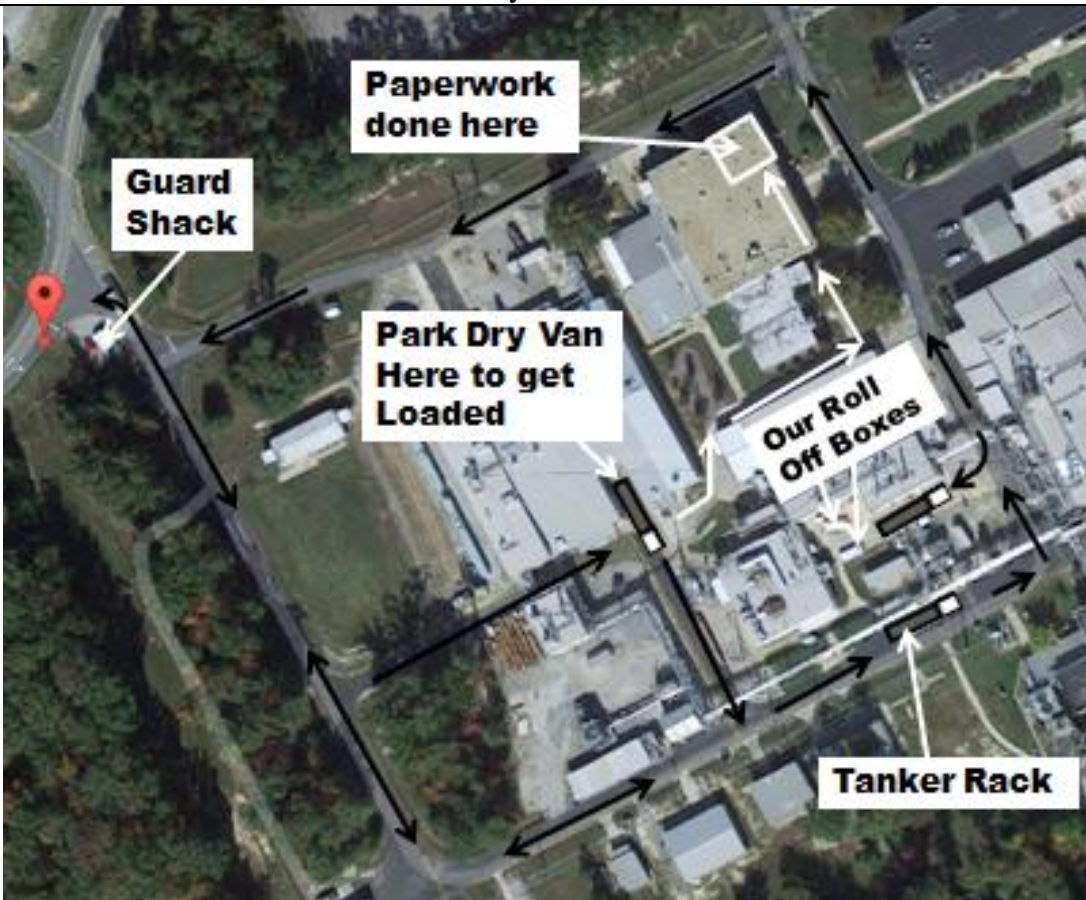 Paperwork
done here
Guard
Shack
Park Dry Van
Here to get
Loaded
Our Roll
Off Boxes
Tanker Rack